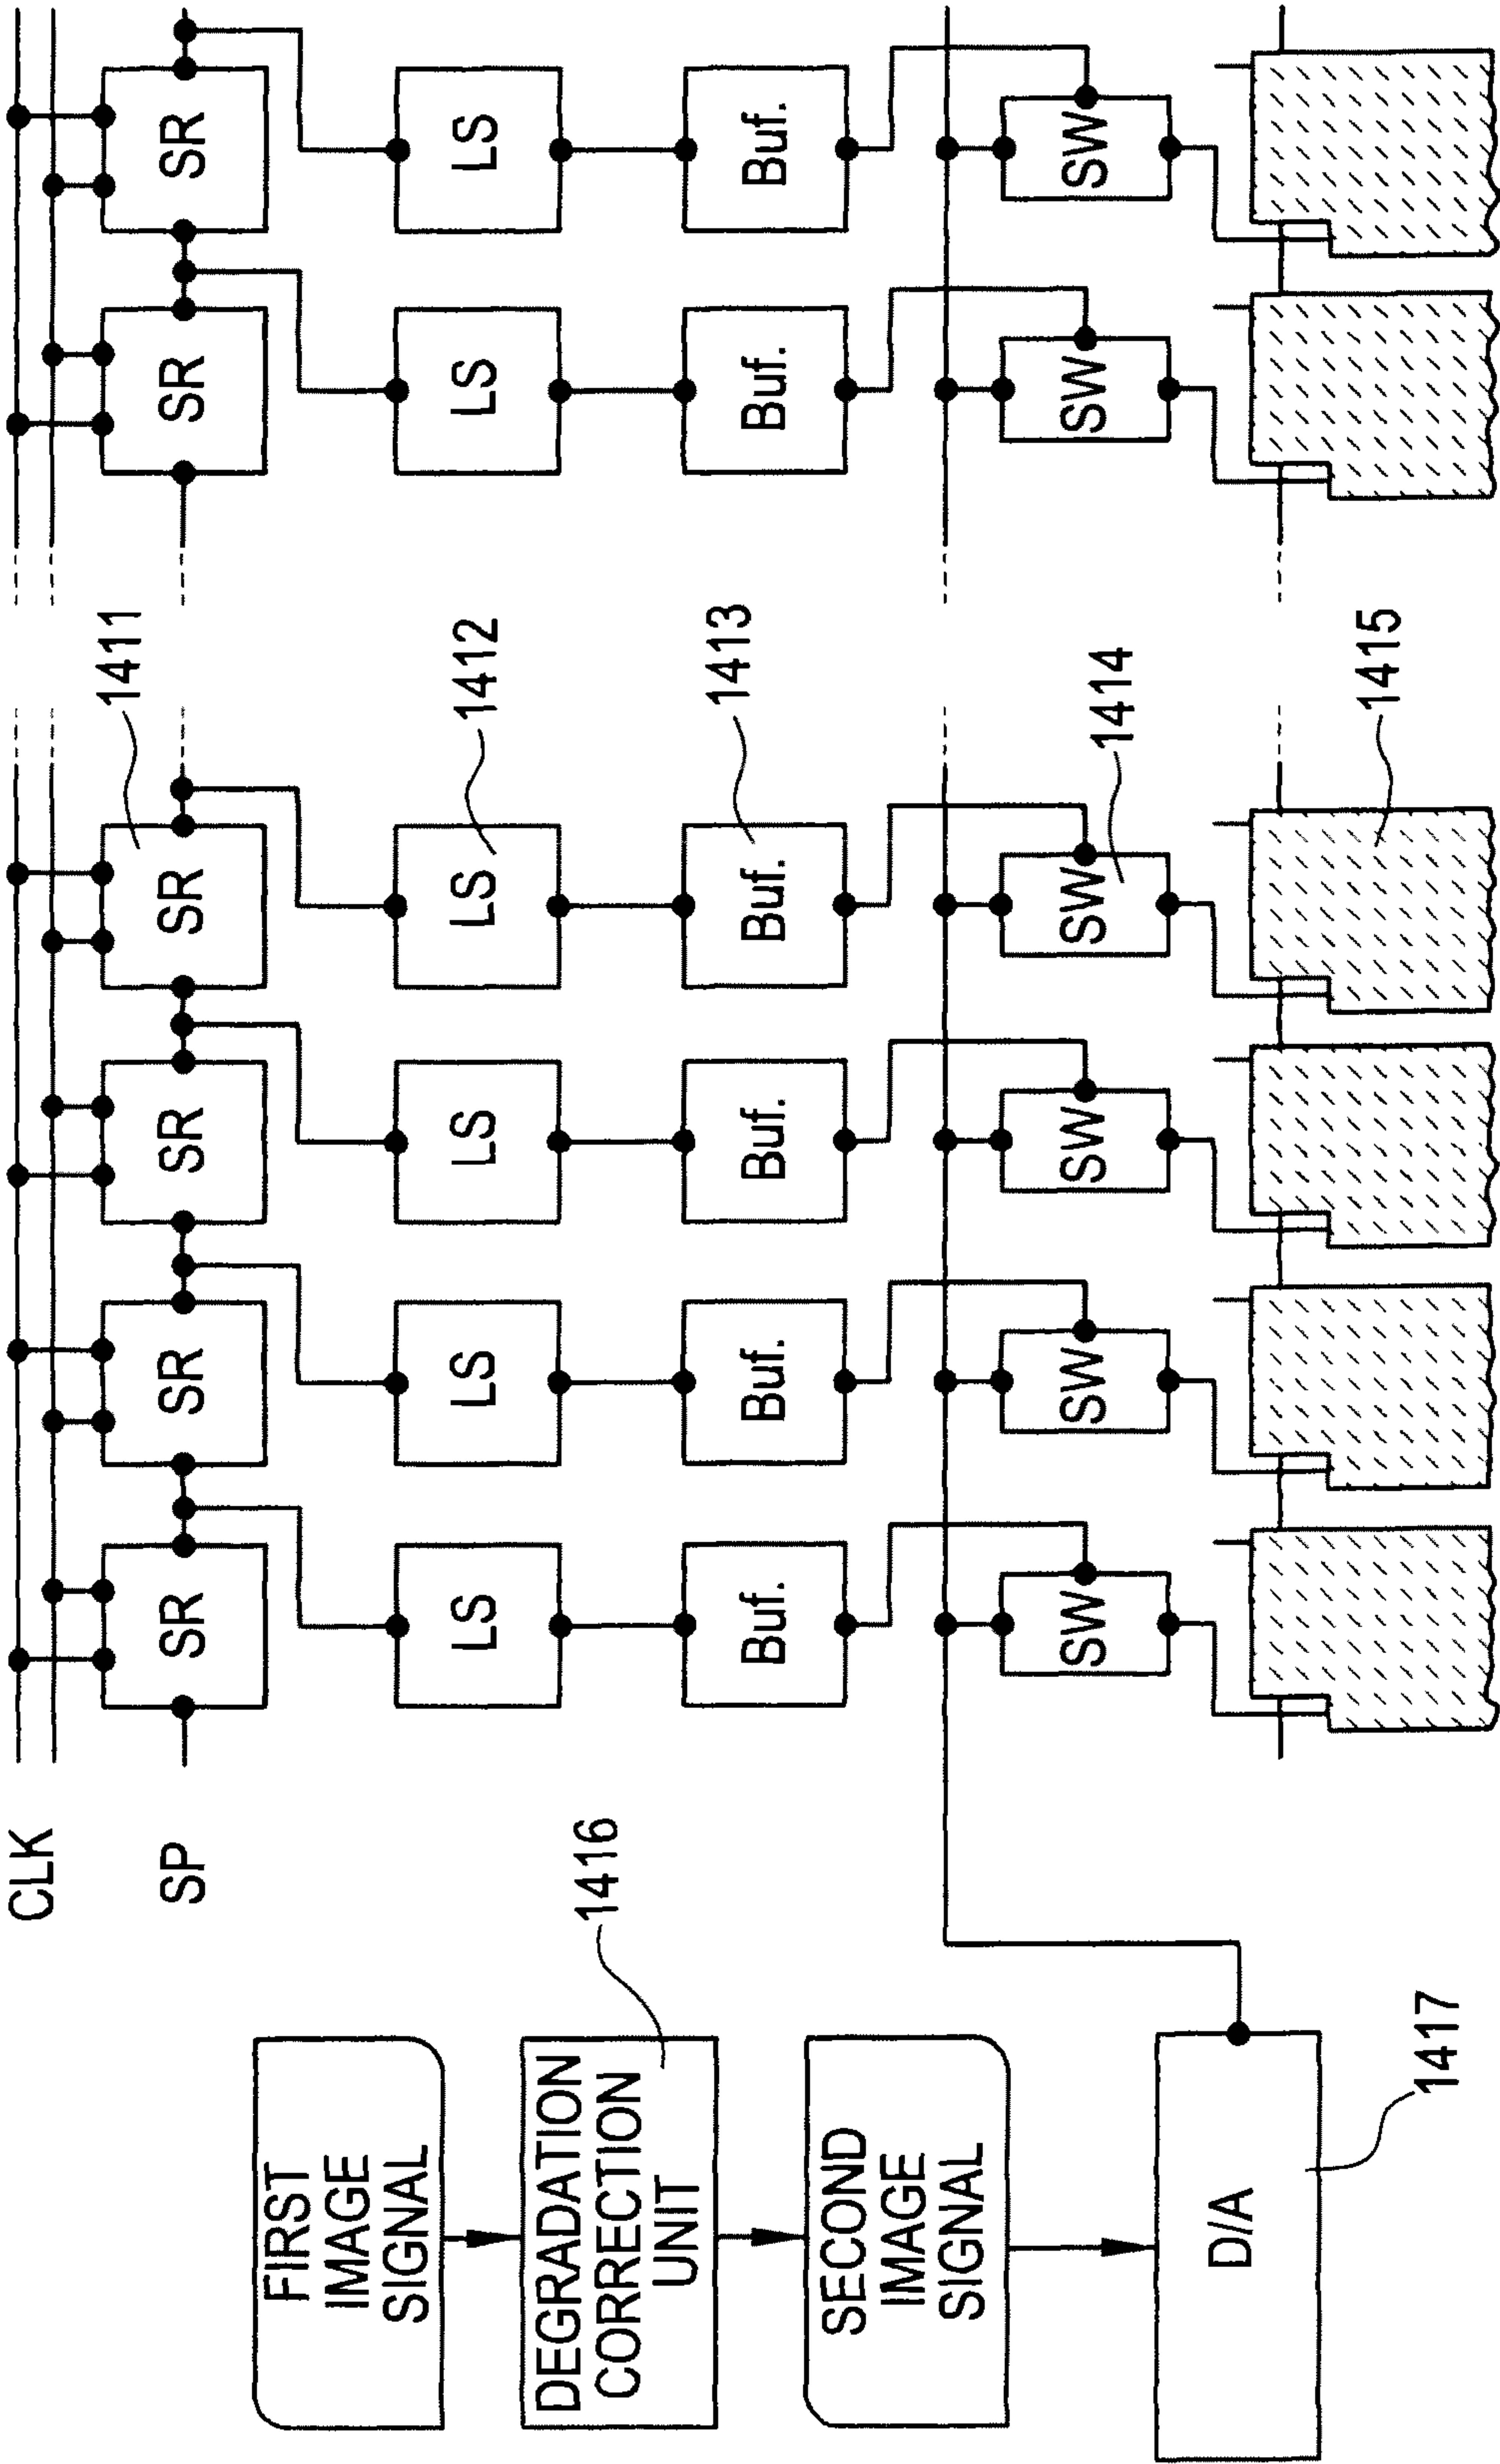 CLK
1411
SP
SR
SR
SR
SR
SR
SR
FIRST
IMAGE
SIGNAL
1412
LS
LS
LS
LS
LS
LS
DEGRADATION
CORRECTION
UNIT
1416
1413
Buf.
Buf.
Buf.
Buf.
Buf.
Buf.
SECOND
IMAGE
SIGNAL
SW
SW
SW
SW
SW
SW
1414
D/A
1415
1417